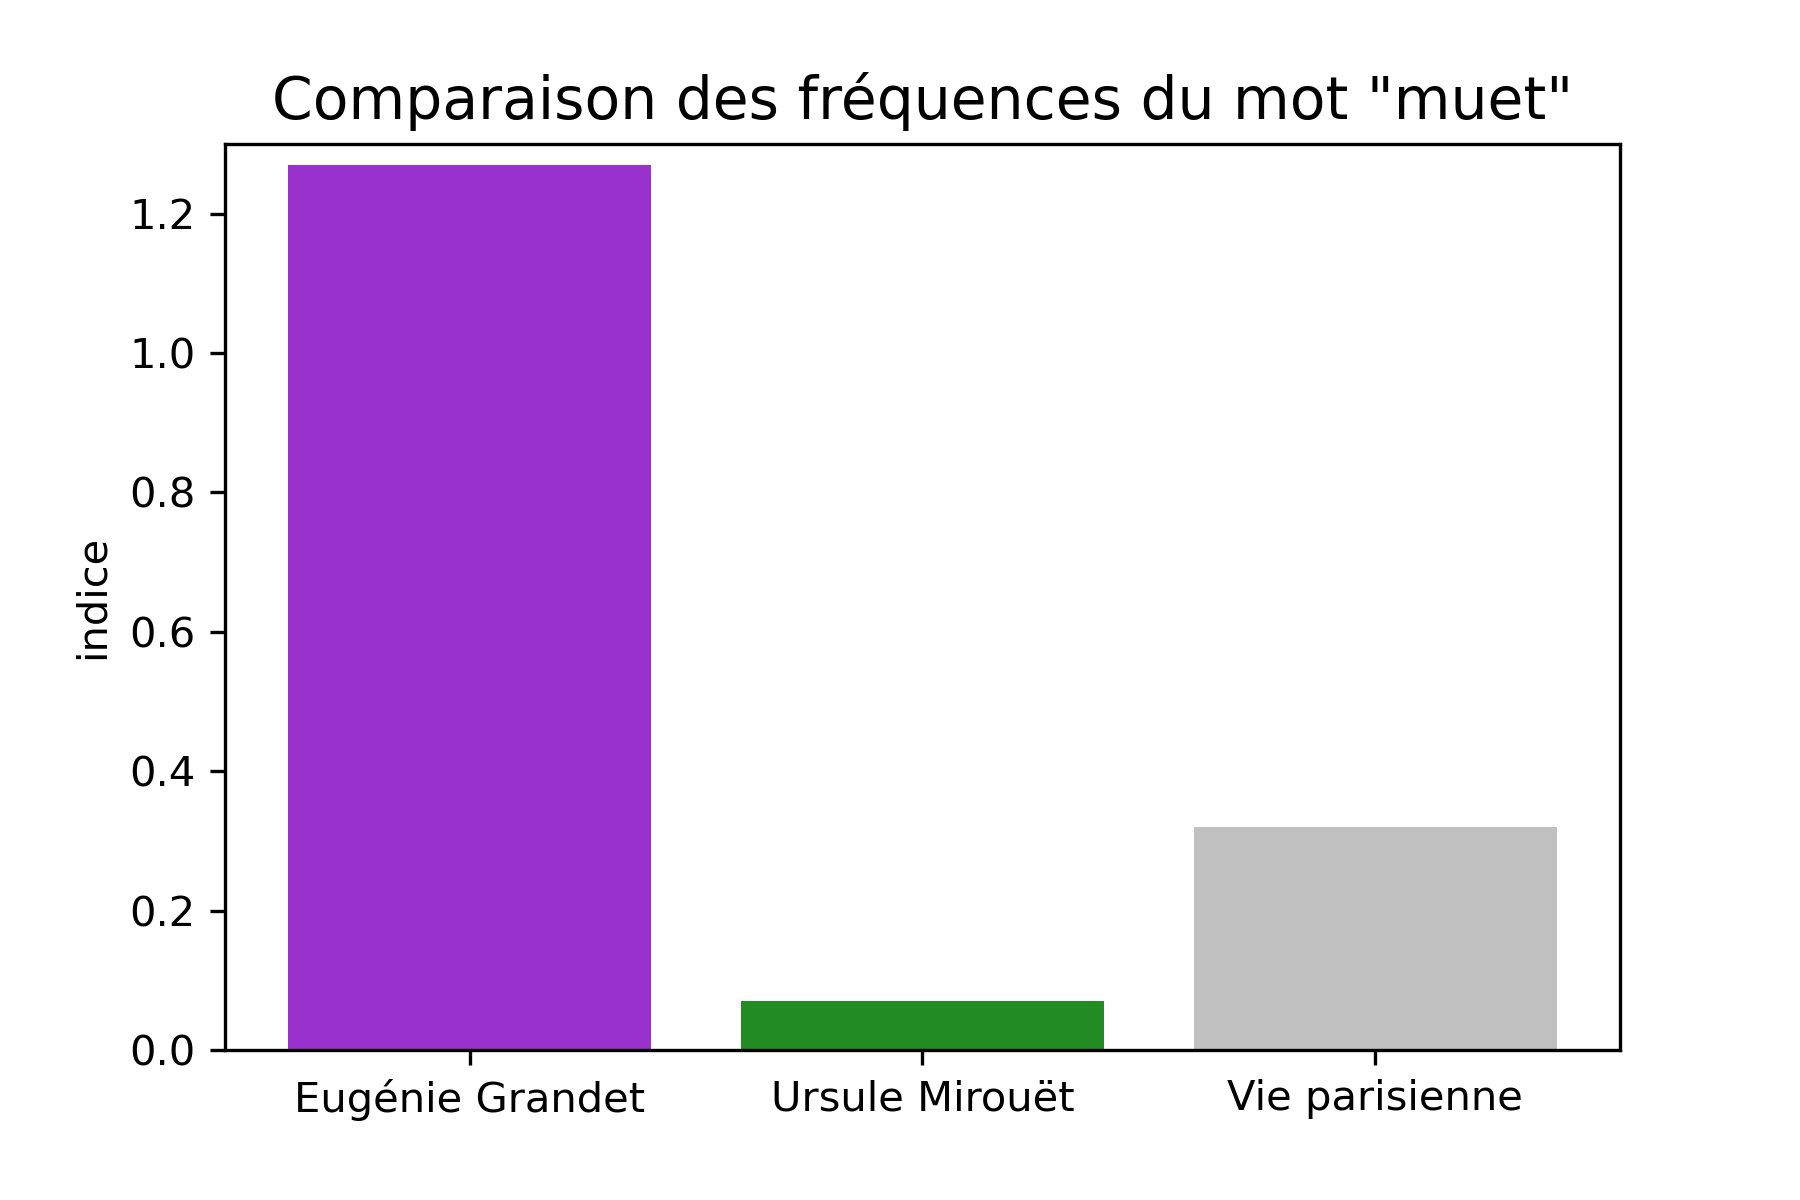 Comparaison des fréquences du mot "muet"
1.2
1.0
0.8
0.6
0.4
0.2
0.0
indice
Eugénie Grandet
Ursule Mirouët
Vie parisienne